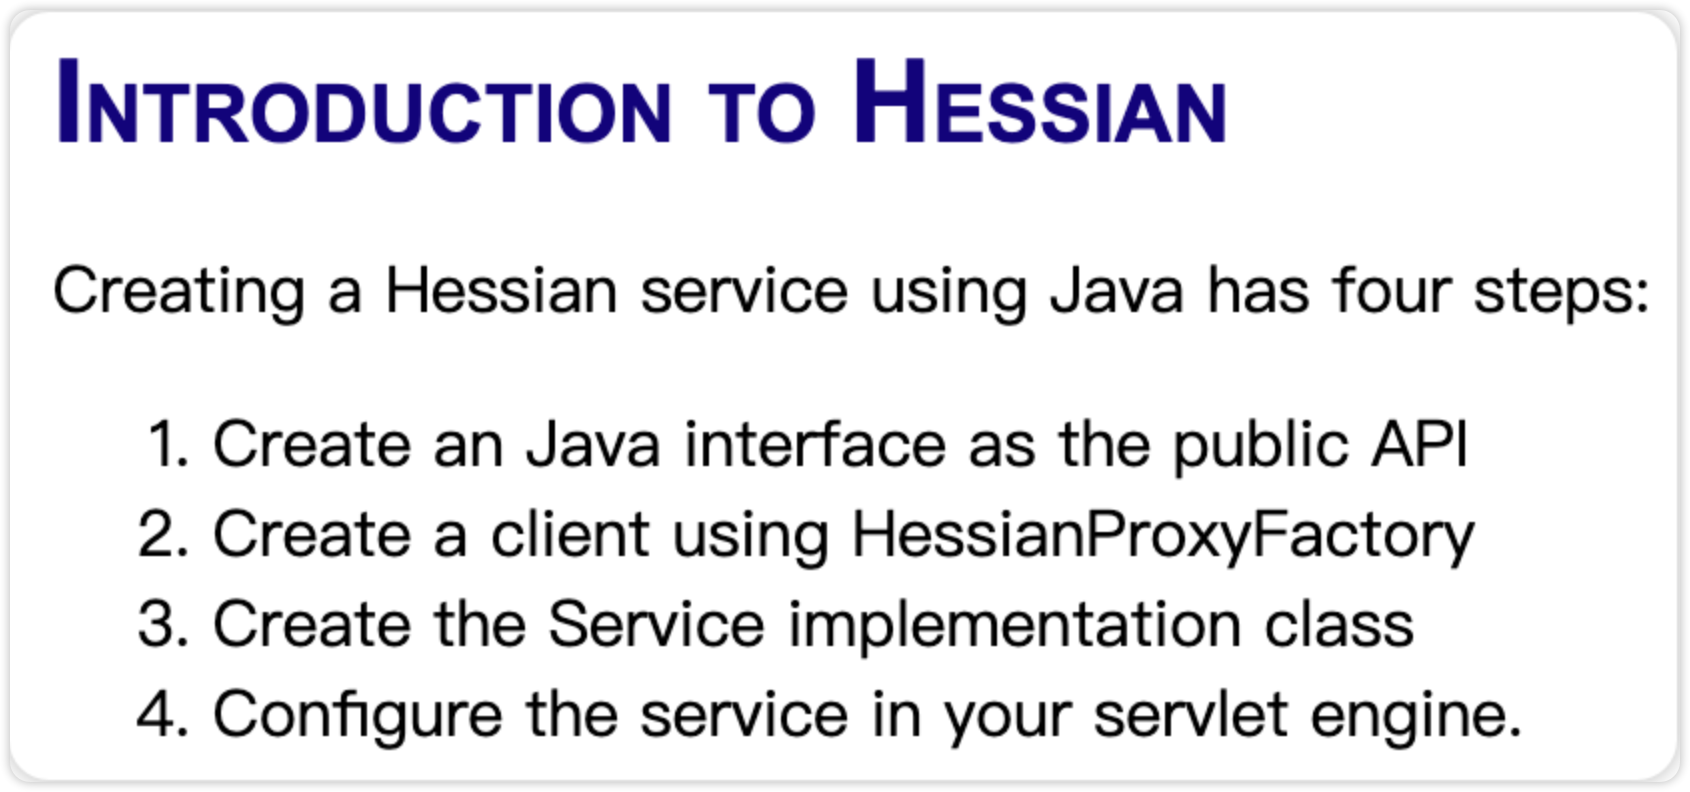 Introduction to Hessian
Creating a Hessian service using Java has four steps:
1. Create an Java interface as the public API
2. Create a client using HessianProxyFactory
3. Create the Service implementation class
4. Configure the service in your servlet engine.